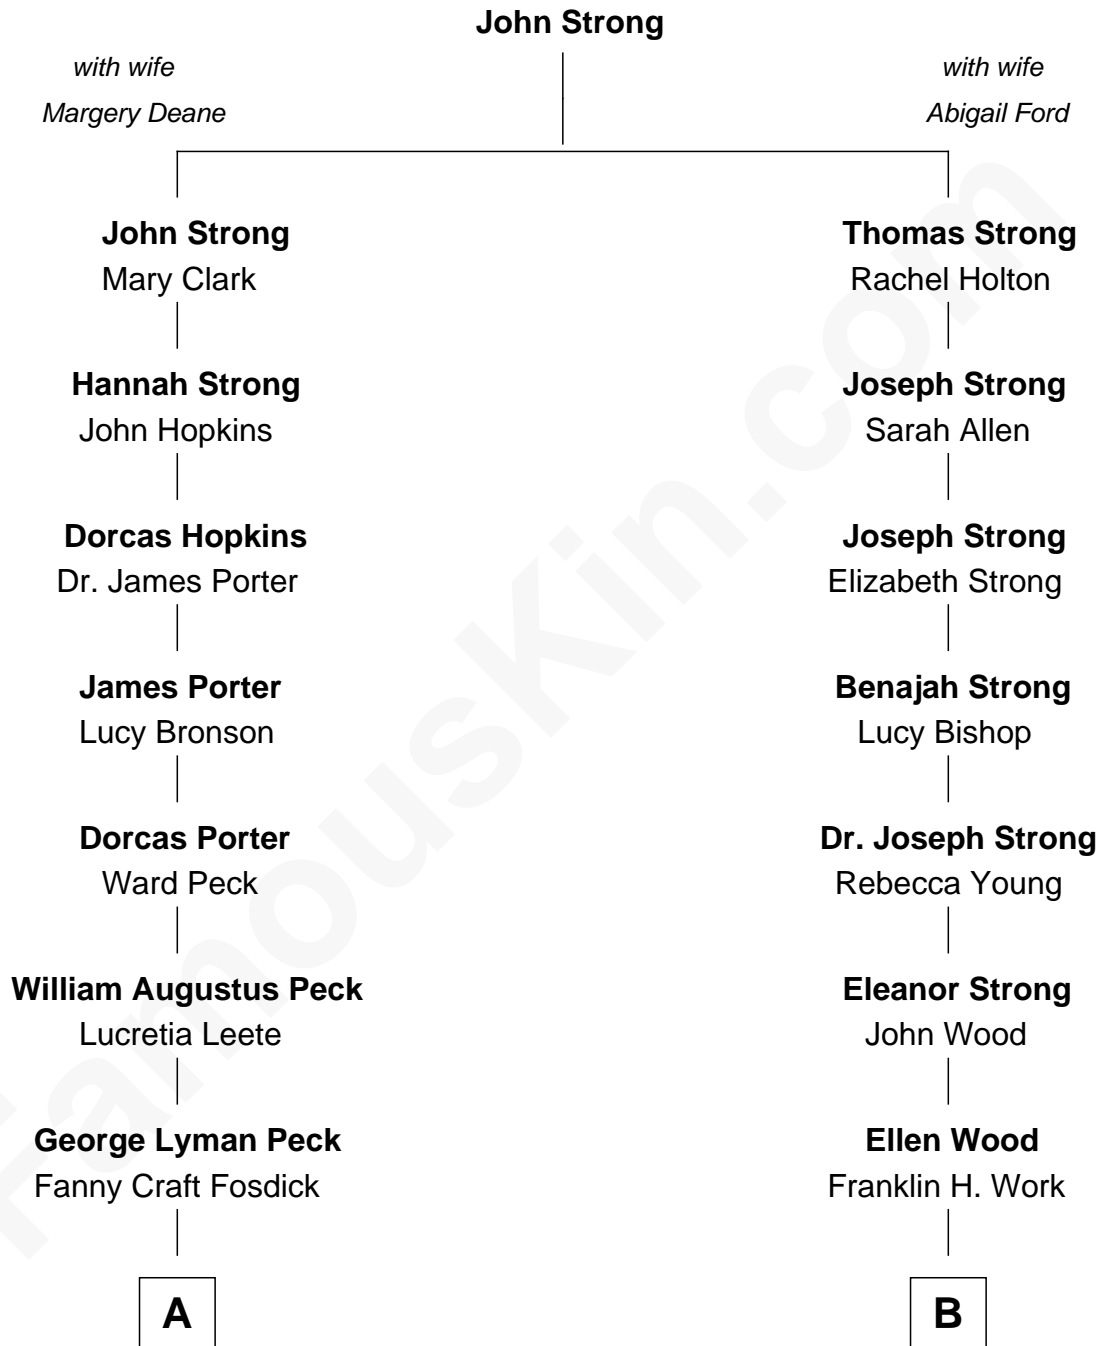 John Strong
with wife
Margery Deane
with wife
Abigail Ford
John Strong
Mary Clark
Thomas Strong
Rachel Holton
Hannah Strong
John Hopkins
Joseph Strong
Sarah Allen
Dorcas Hopkins
Dr. James Porter
Joseph Strong
Elizabeth Strong
James Porter
Lucy Bronson
Benajah Strong
Lucy Bishop
Dorcas Porter
Ward Peck
Dr. Joseph Strong
Rebecca Young
William Augustus Peck
Lucretia Leete
Eleanor Strong
John Wood
George Lyman Peck
Fanny Craft Fosdick
Ellen Wood
Franklin H. Work
A
B
FamousKin.com